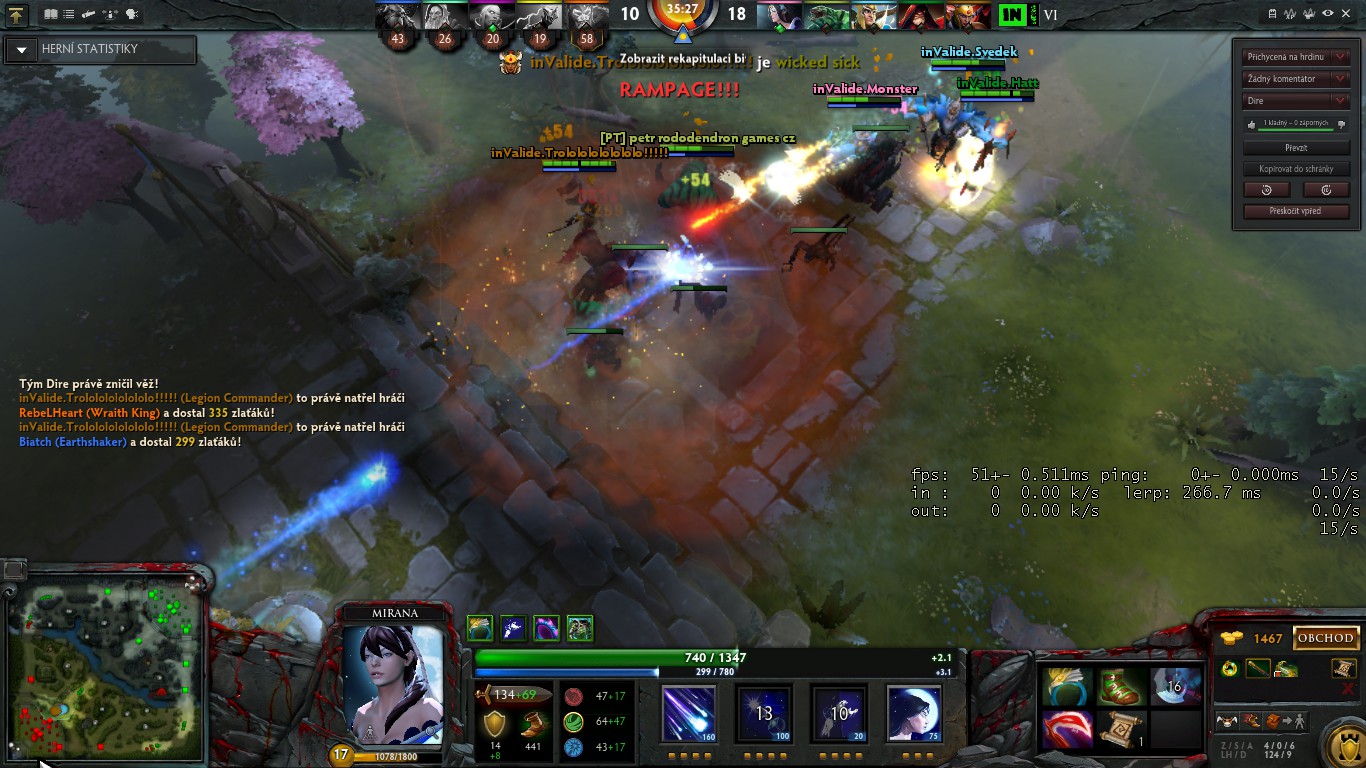 10 35:27 18 IN VI
43 26 20 19 58
HERNÍ STATISTIKY
Zobrazit rekapitulaci bi je wicked sick
RAMPAGE!!!
inValide.Syedek
inValide.Hatt
inValide.Monster
+54 [PT] petr rododendron games cz
inValide.Trolololololololo!!!!!
+54
Přichycená na hrdinu
Žádný komentátor
Dire
1 kladný – 0 záporných
Převzít
Kopírovat do schránky
Přeskočit vpřed
Tým Dire právě zničil věž!
inValide.Trolololololololo!!!!! (Legion Commander) to právě natřel hráči
RebeLHeart (Wraith King) a dostal 335 zlaťáků!
inValide.Trolololololololo!!!!! (Legion Commander) to právě natřel hráči
Biatch (Earthshaker) a dostal 299 zlaťáků!
fps: 51+- 0.511ms ping: 0+- 0.000ms 15/s
in : 0 0.00 k/s lerp: 266.7 ms 0.0/s
out: 0 0.00 k/s 0.0/s
15/s
MIRANA
740 / 1347 +2.1
299 / 780 +3.1
134+69
14
+8
441
47+17
64+47
43+17
160
13 100
10 20
75
17 1078/1800
16
1
1467 OBCHOD
Z / S / A 4/0/6
LH / D 124/9